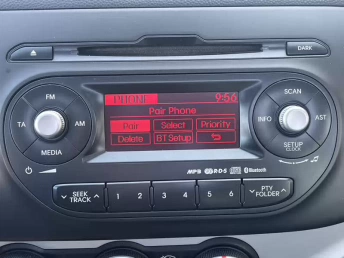 DARK
FM
TA
AM
MEDIA
PHONE 9:56
Pair Phone
Pair Select Priority
Delete BT Setup
SCAN
INFO
AST
SETUP
CLOCK
MP3 RDS Bluetooth
SEEK
TRACK
1 2 3 4 5 6
PTY
FOLDER